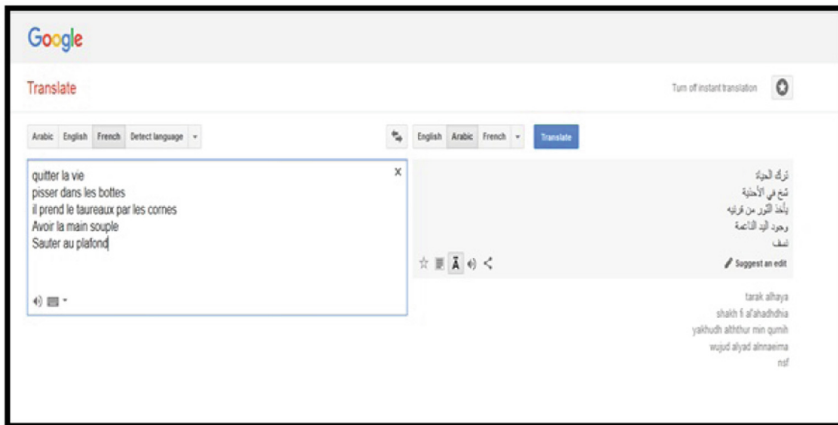 Google
Translate
Turn off instant translation
Arabic English French Detect language
English Arabic French Translate
quitter la vie
pisser dans les bottes
il prend le taureaux par les cornes
Avoir la main souple
Sauter au plafond
x
ترك الحياة
شخ في الأحذية
يأخذ الثور من قرنيه
وجود اليد الناعمة
نسف
Ä
Suggest an edit
tarak alhaya
shakh fi al'ahadhdhia
yakhudh alththur min qurnih
wujud alyad alnnaeima
nsf